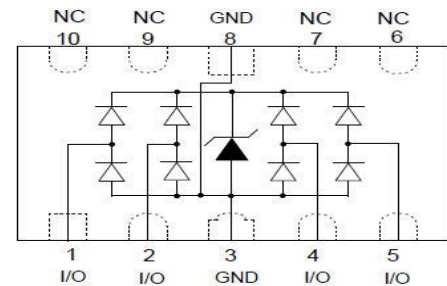 NC NC GND NC NC
10 9 8 7 6
1 2 3 4 5
I/O I/O GND I/O I/O